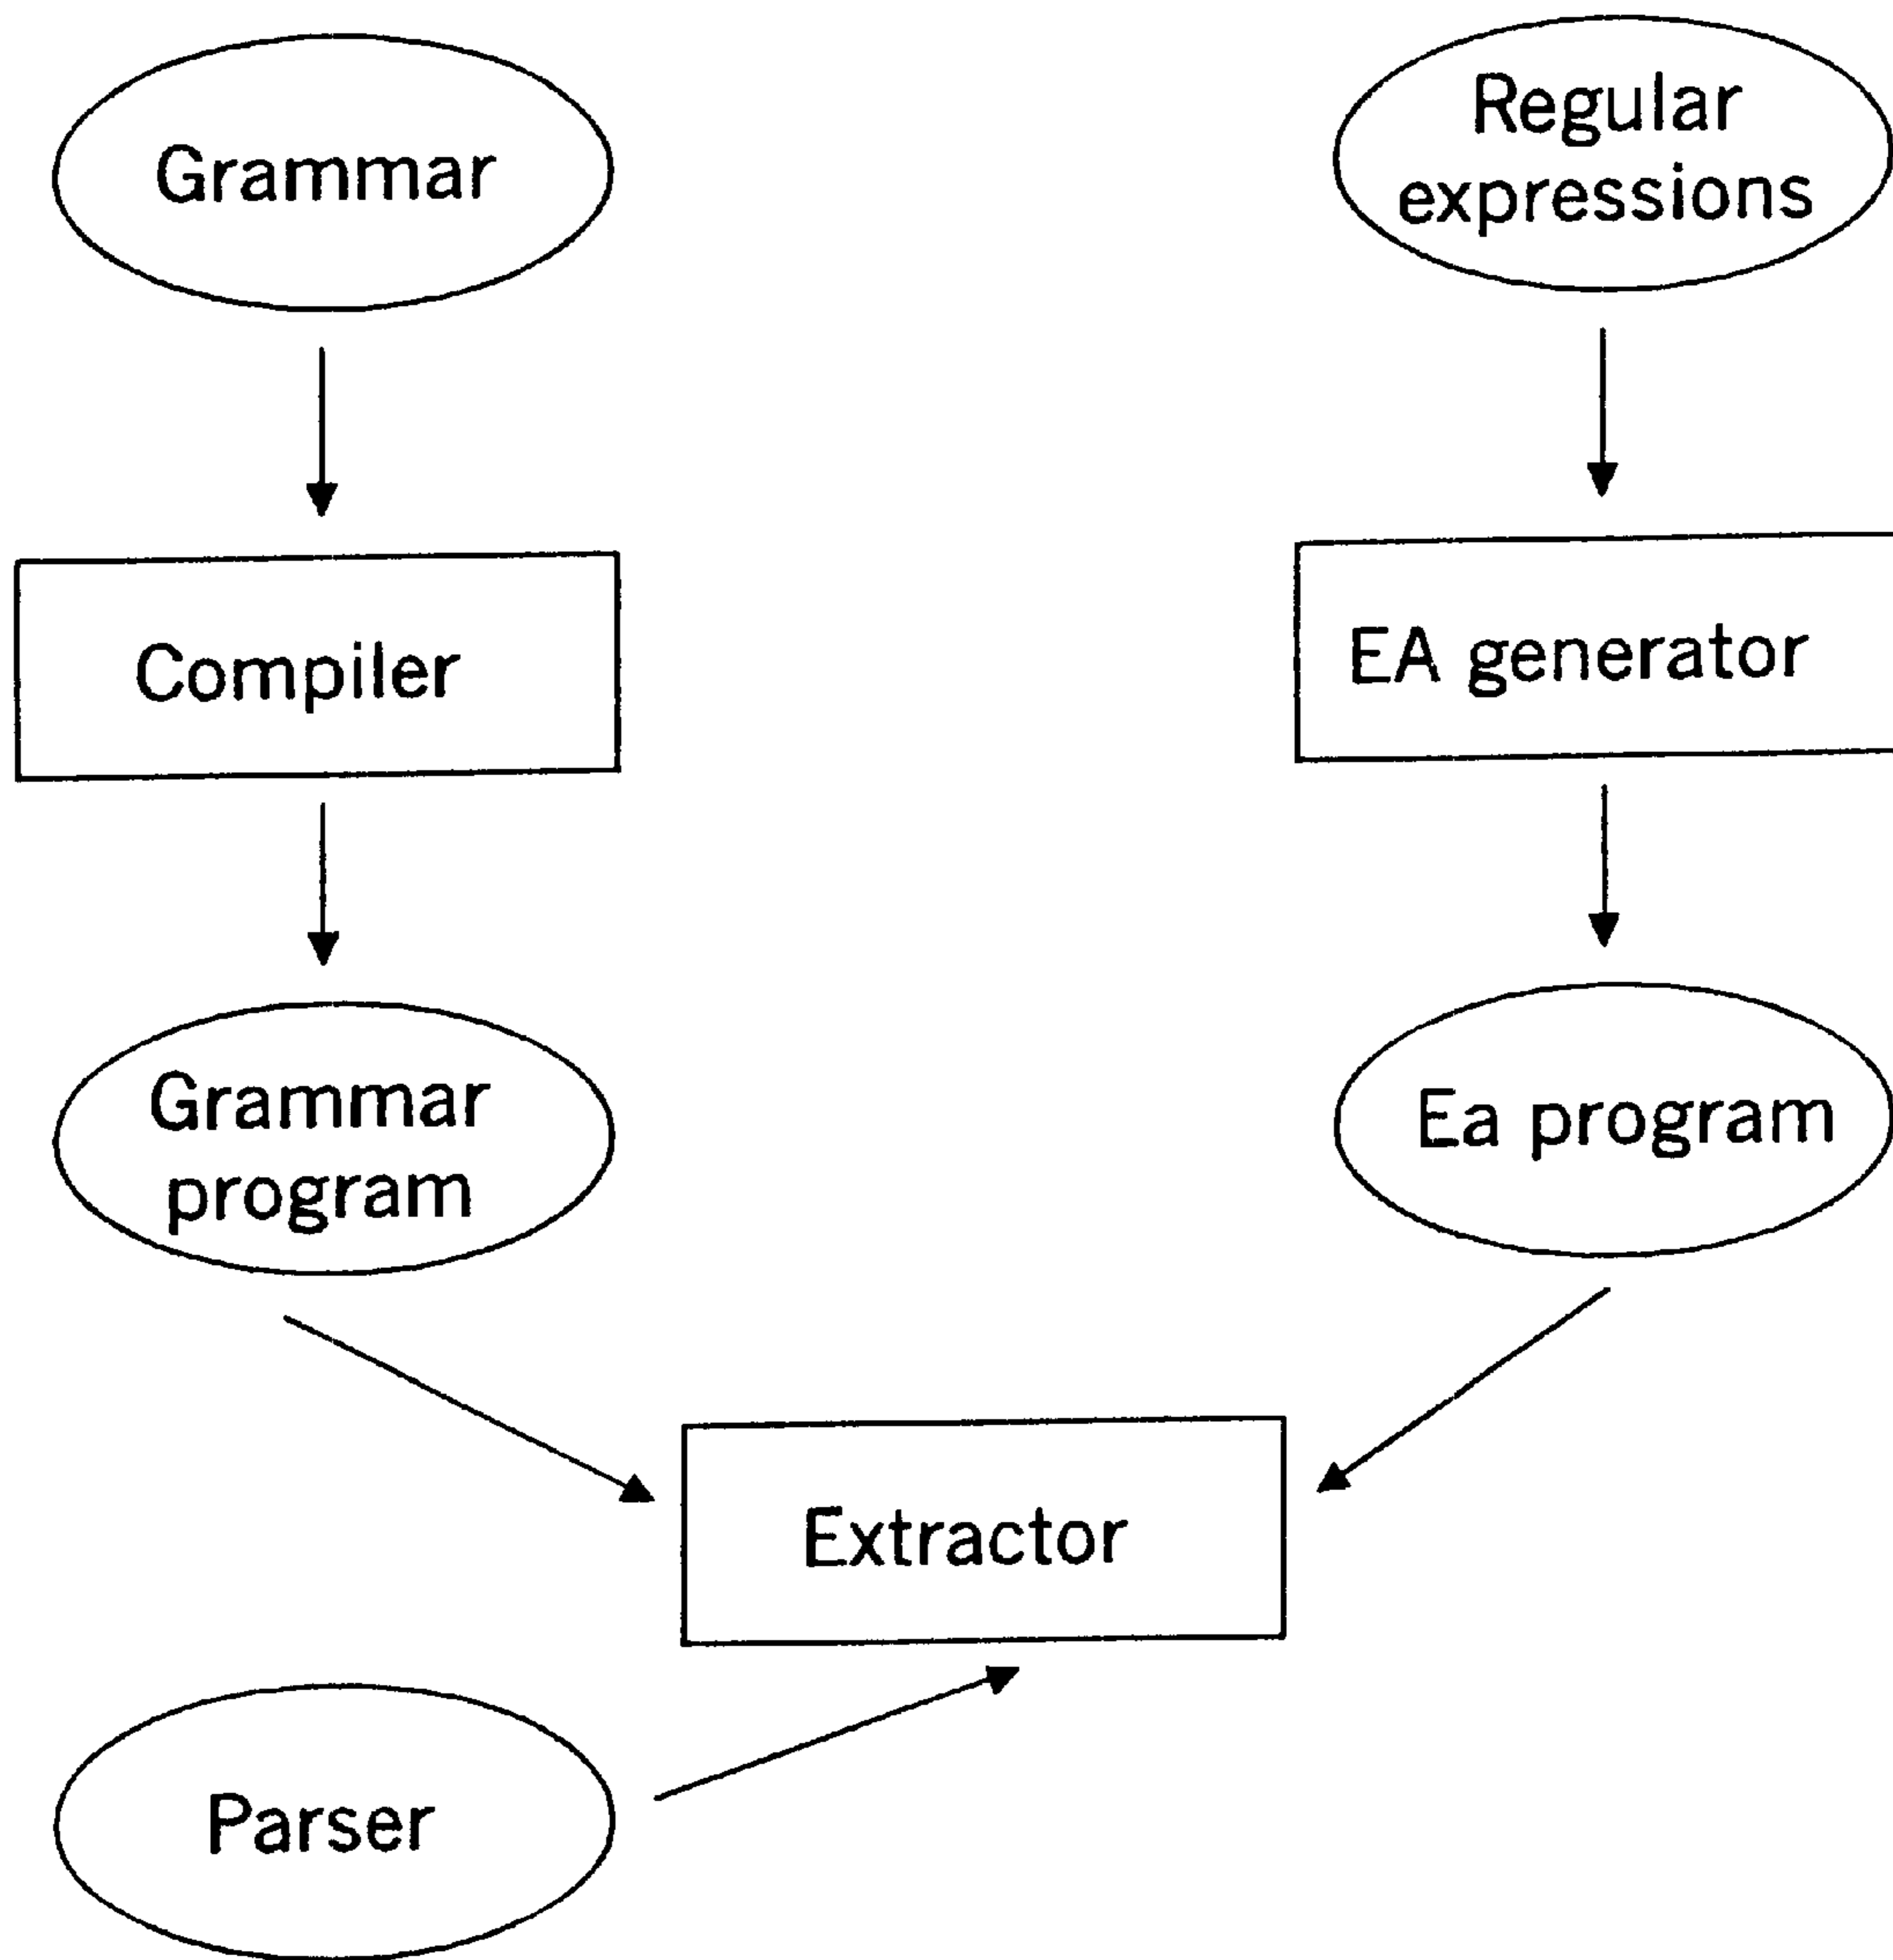 Grammar
Regular
expressions
Compiler
EA generator
Grammar
program
Ea program
Extractor
Parser